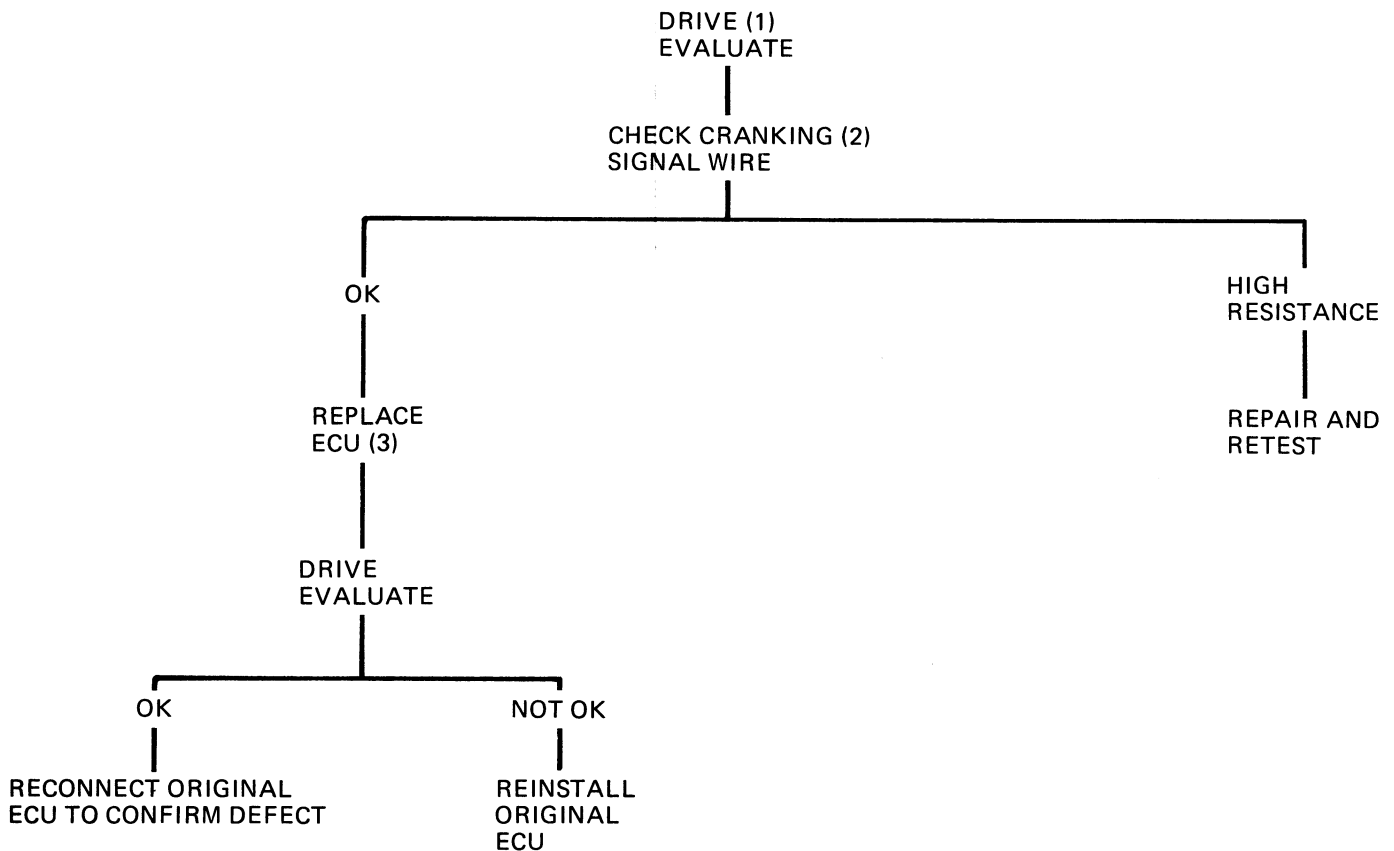 DRIVE (1)
EVALUATE
CHECK CRANKING (2)
SIGNAL WIRE
OK
HIGH
RESISTANCE
REPLACE
ECU (3)
REPAIR AND
RETEST
DRIVE
EVALUATE
OK
NOT OK
RECONNECT ORIGINAL
ECU TO CONFIRM DEFECT
REINSTALL
ORIGINAL
ECU